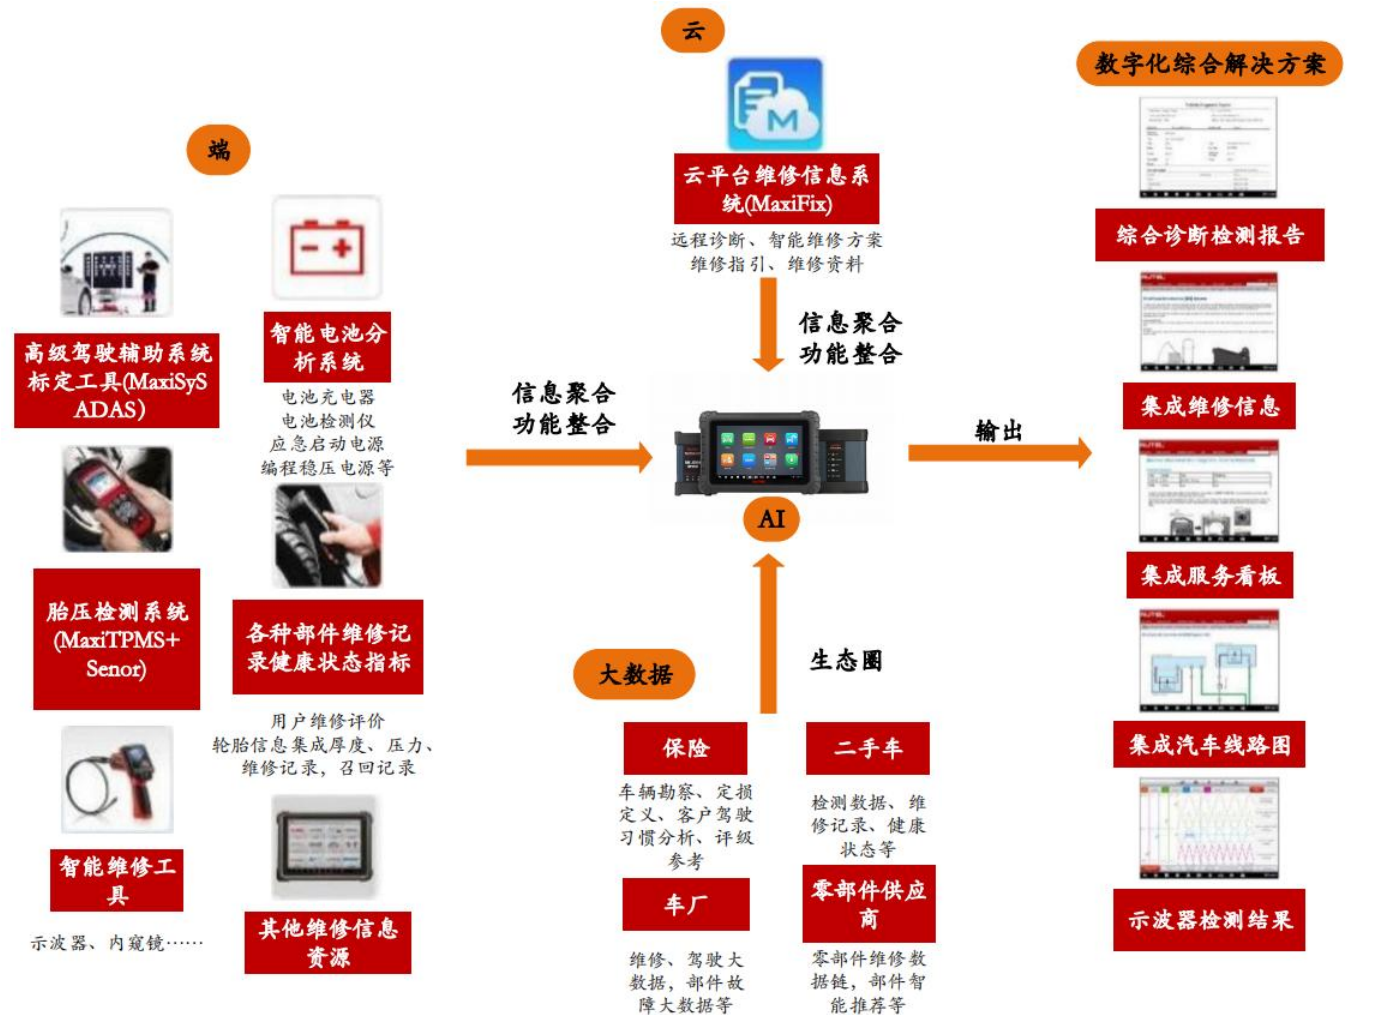 云
数字化综合解决方案
端
云平台维修信息系
统(MaxiFix)
远程诊断、智能维修方案
维修指引、维修资料
综合诊断检测报告
智能电池分
析系统
高级驾驶辅助系统
标定工具(MaxiSyS
ADAS）
电池充电器
电池检测仪
应急启动电源
编程稳压电源等
信息聚合
功能整合
信息聚合
功能整合
集成维修信息
输出
AI
集成服务看板
胎压检测系统
(MaxiTPMS+
Senor)
各种部件维修记
录健康状态指标
用户维修评价
轮胎信息集成厚度、压力、
维修记录，召回记录
大数据
生态圈
保险
车辆勘察、定损
定义、客户驾驶
习惯分析、评级
参考
二手车
检测数据、维
修记录、健康
状态等
集成汽车线路图
智能维修工
具
示波器、内窥镜……
其他维修信息
资源
车厂
维修、驾驶大
数据，部件故
障大数据等
零部件供应
商
零部件维修数
据链，部件智
能推荐等
示波器检测结果